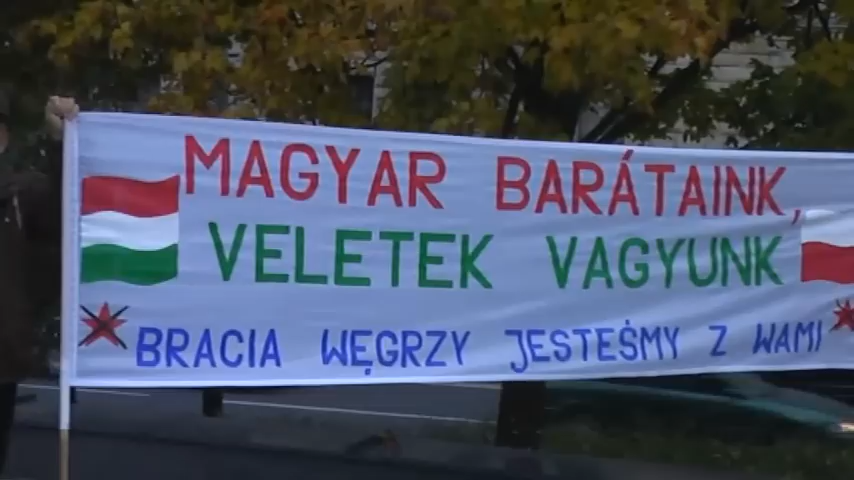 MAGYAR BARÁTAINK,
VELETEK VAGYUNK
BRACIA WĘGRZY JESTEŚMY Z WAMI